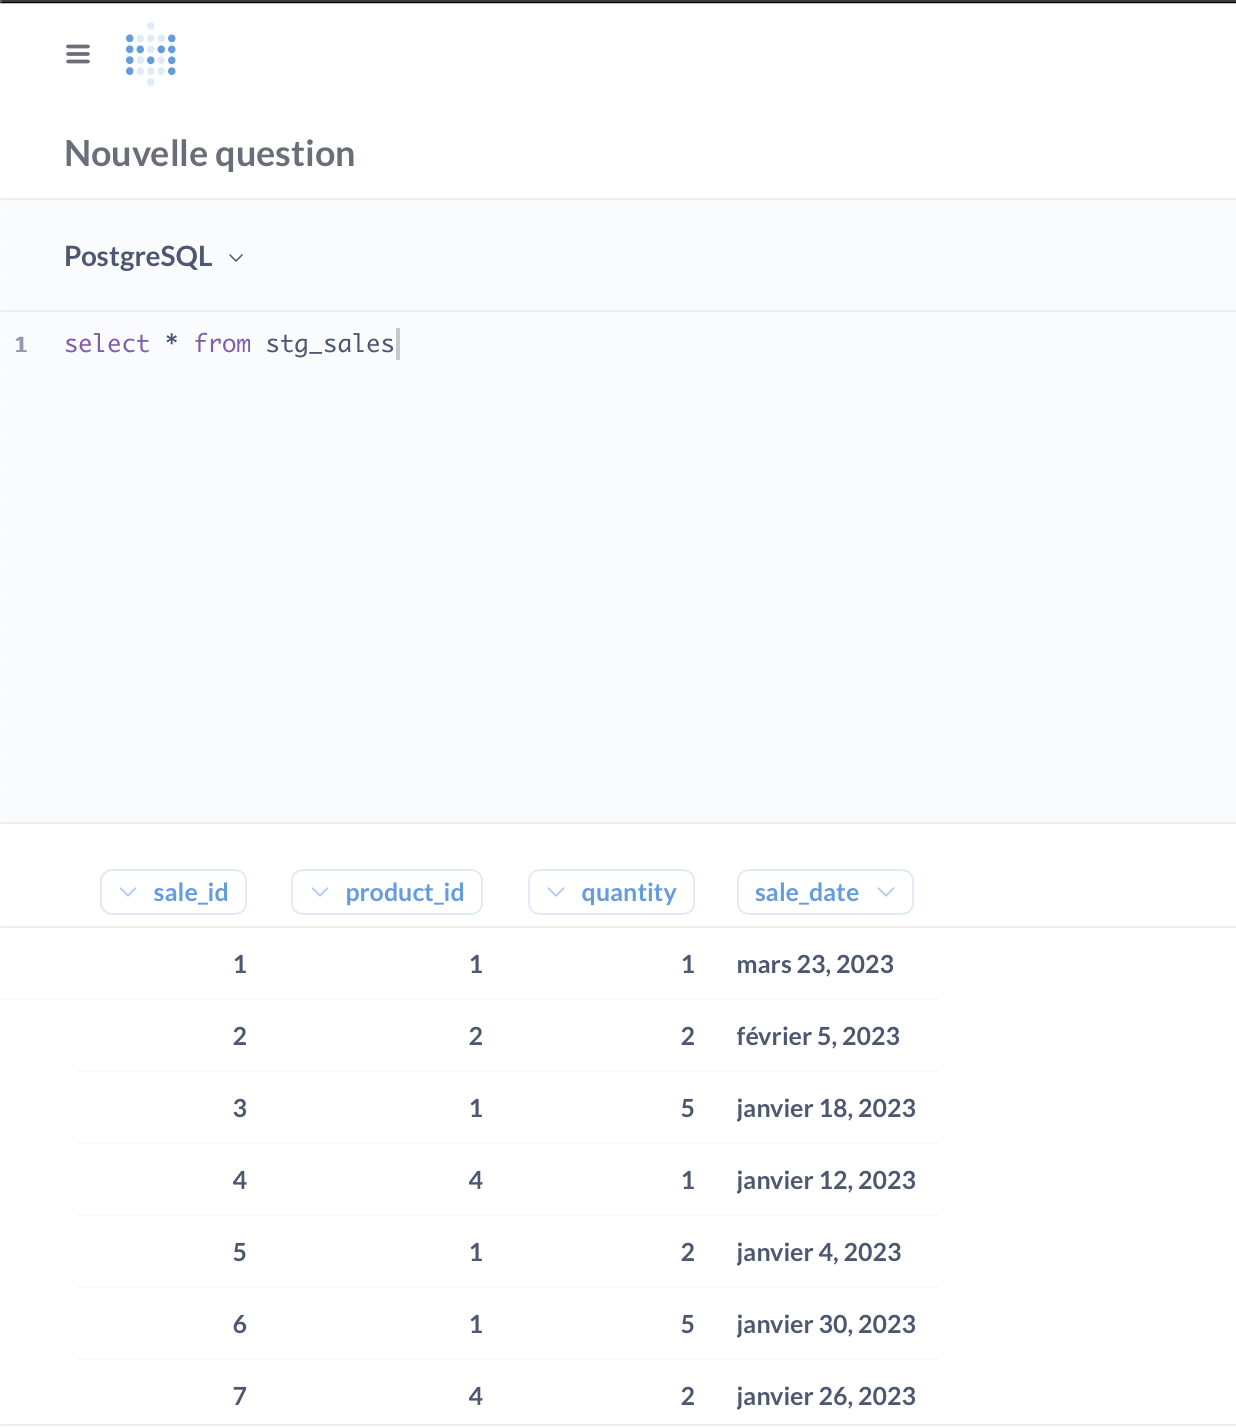 Nouvelle question
PostgreSQL
1 select * from stg_sales
sale_id product_id quantity sale_date
1 1 1 mars 23, 2023
2 2 2 février 5, 2023
3 1 5 janvier 18, 2023
4 4 1 janvier 12, 2023
5 1 2 janvier 4, 2023
6 1 5 janvier 30, 2023
7 4 2 janvier 26, 2023